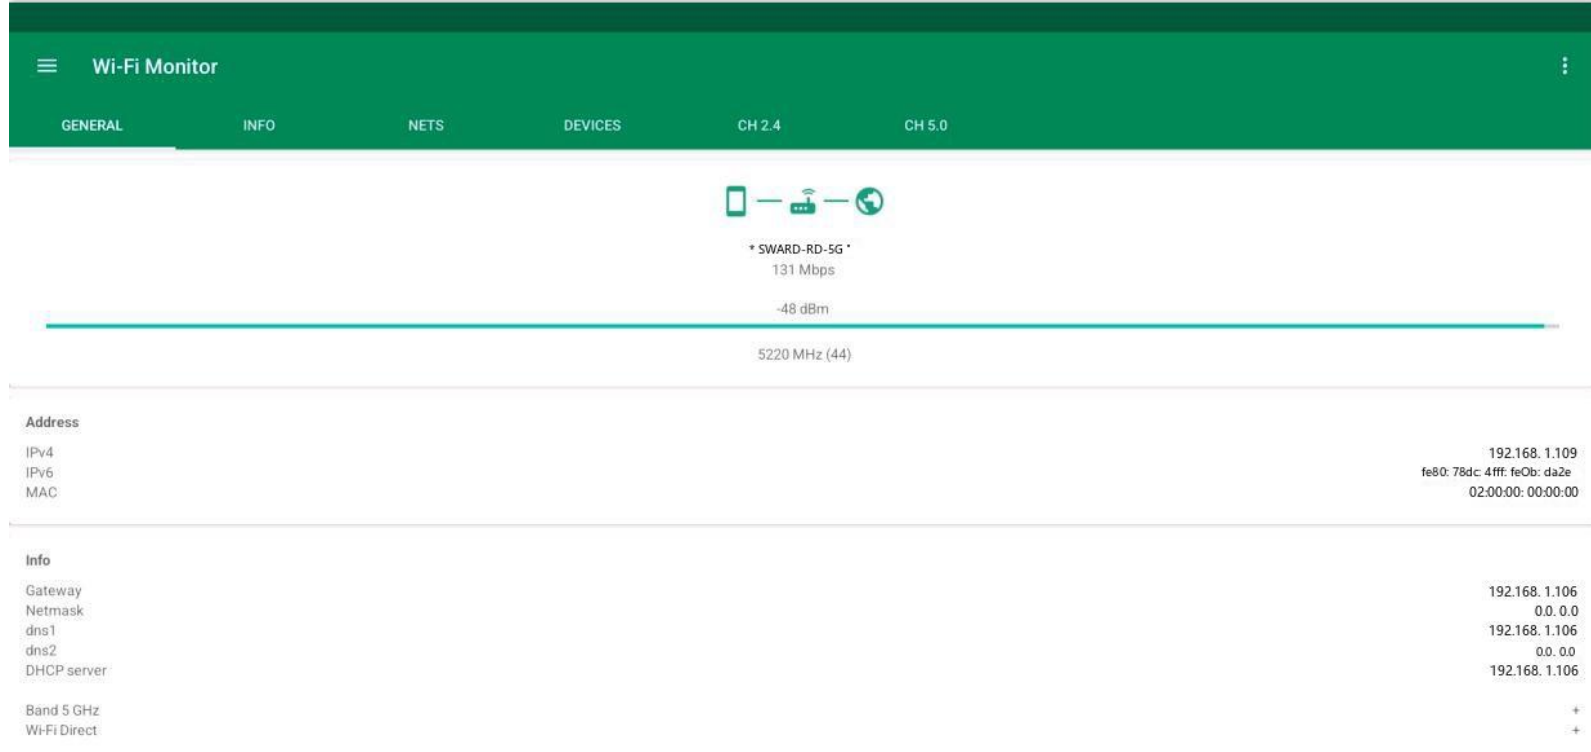 Wi-Fi Monitor
GENERAL INFO NETS DEVICES CH 2.4 CH 5.0
* SWARD-RD-5G "
131 Mbps
-48 dBm
5220 MHz (44)
Address
IPv4 192.168. 1.109
IPv6 fe80: 78dc: 4fff: feOb: da2e
MAC 02:00:00: 00:00:00
Info
Gateway 192.168. 1.106
Netmask 0.0. 0.0
dns1 192.168. 1.106
dns2 0.0. 0.0
DHCP server 192.168. 1.106
Band 5 GHz +
Wi-Fi Direct +